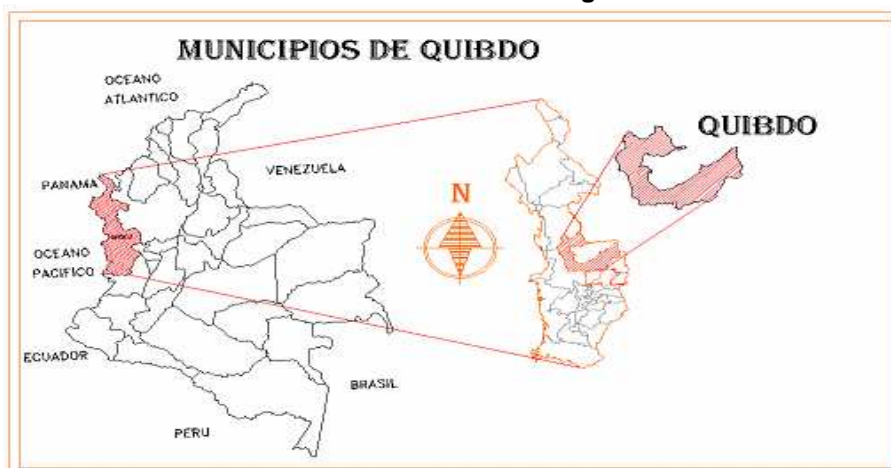 MUNICIPIOS DE QUIBDO
OCEANO
ATLANTICO
QUIBDO
VENEZUELA
PANAMA
N
OCEANO
PACIFICO
ECUADOR
BRASIL
PERU